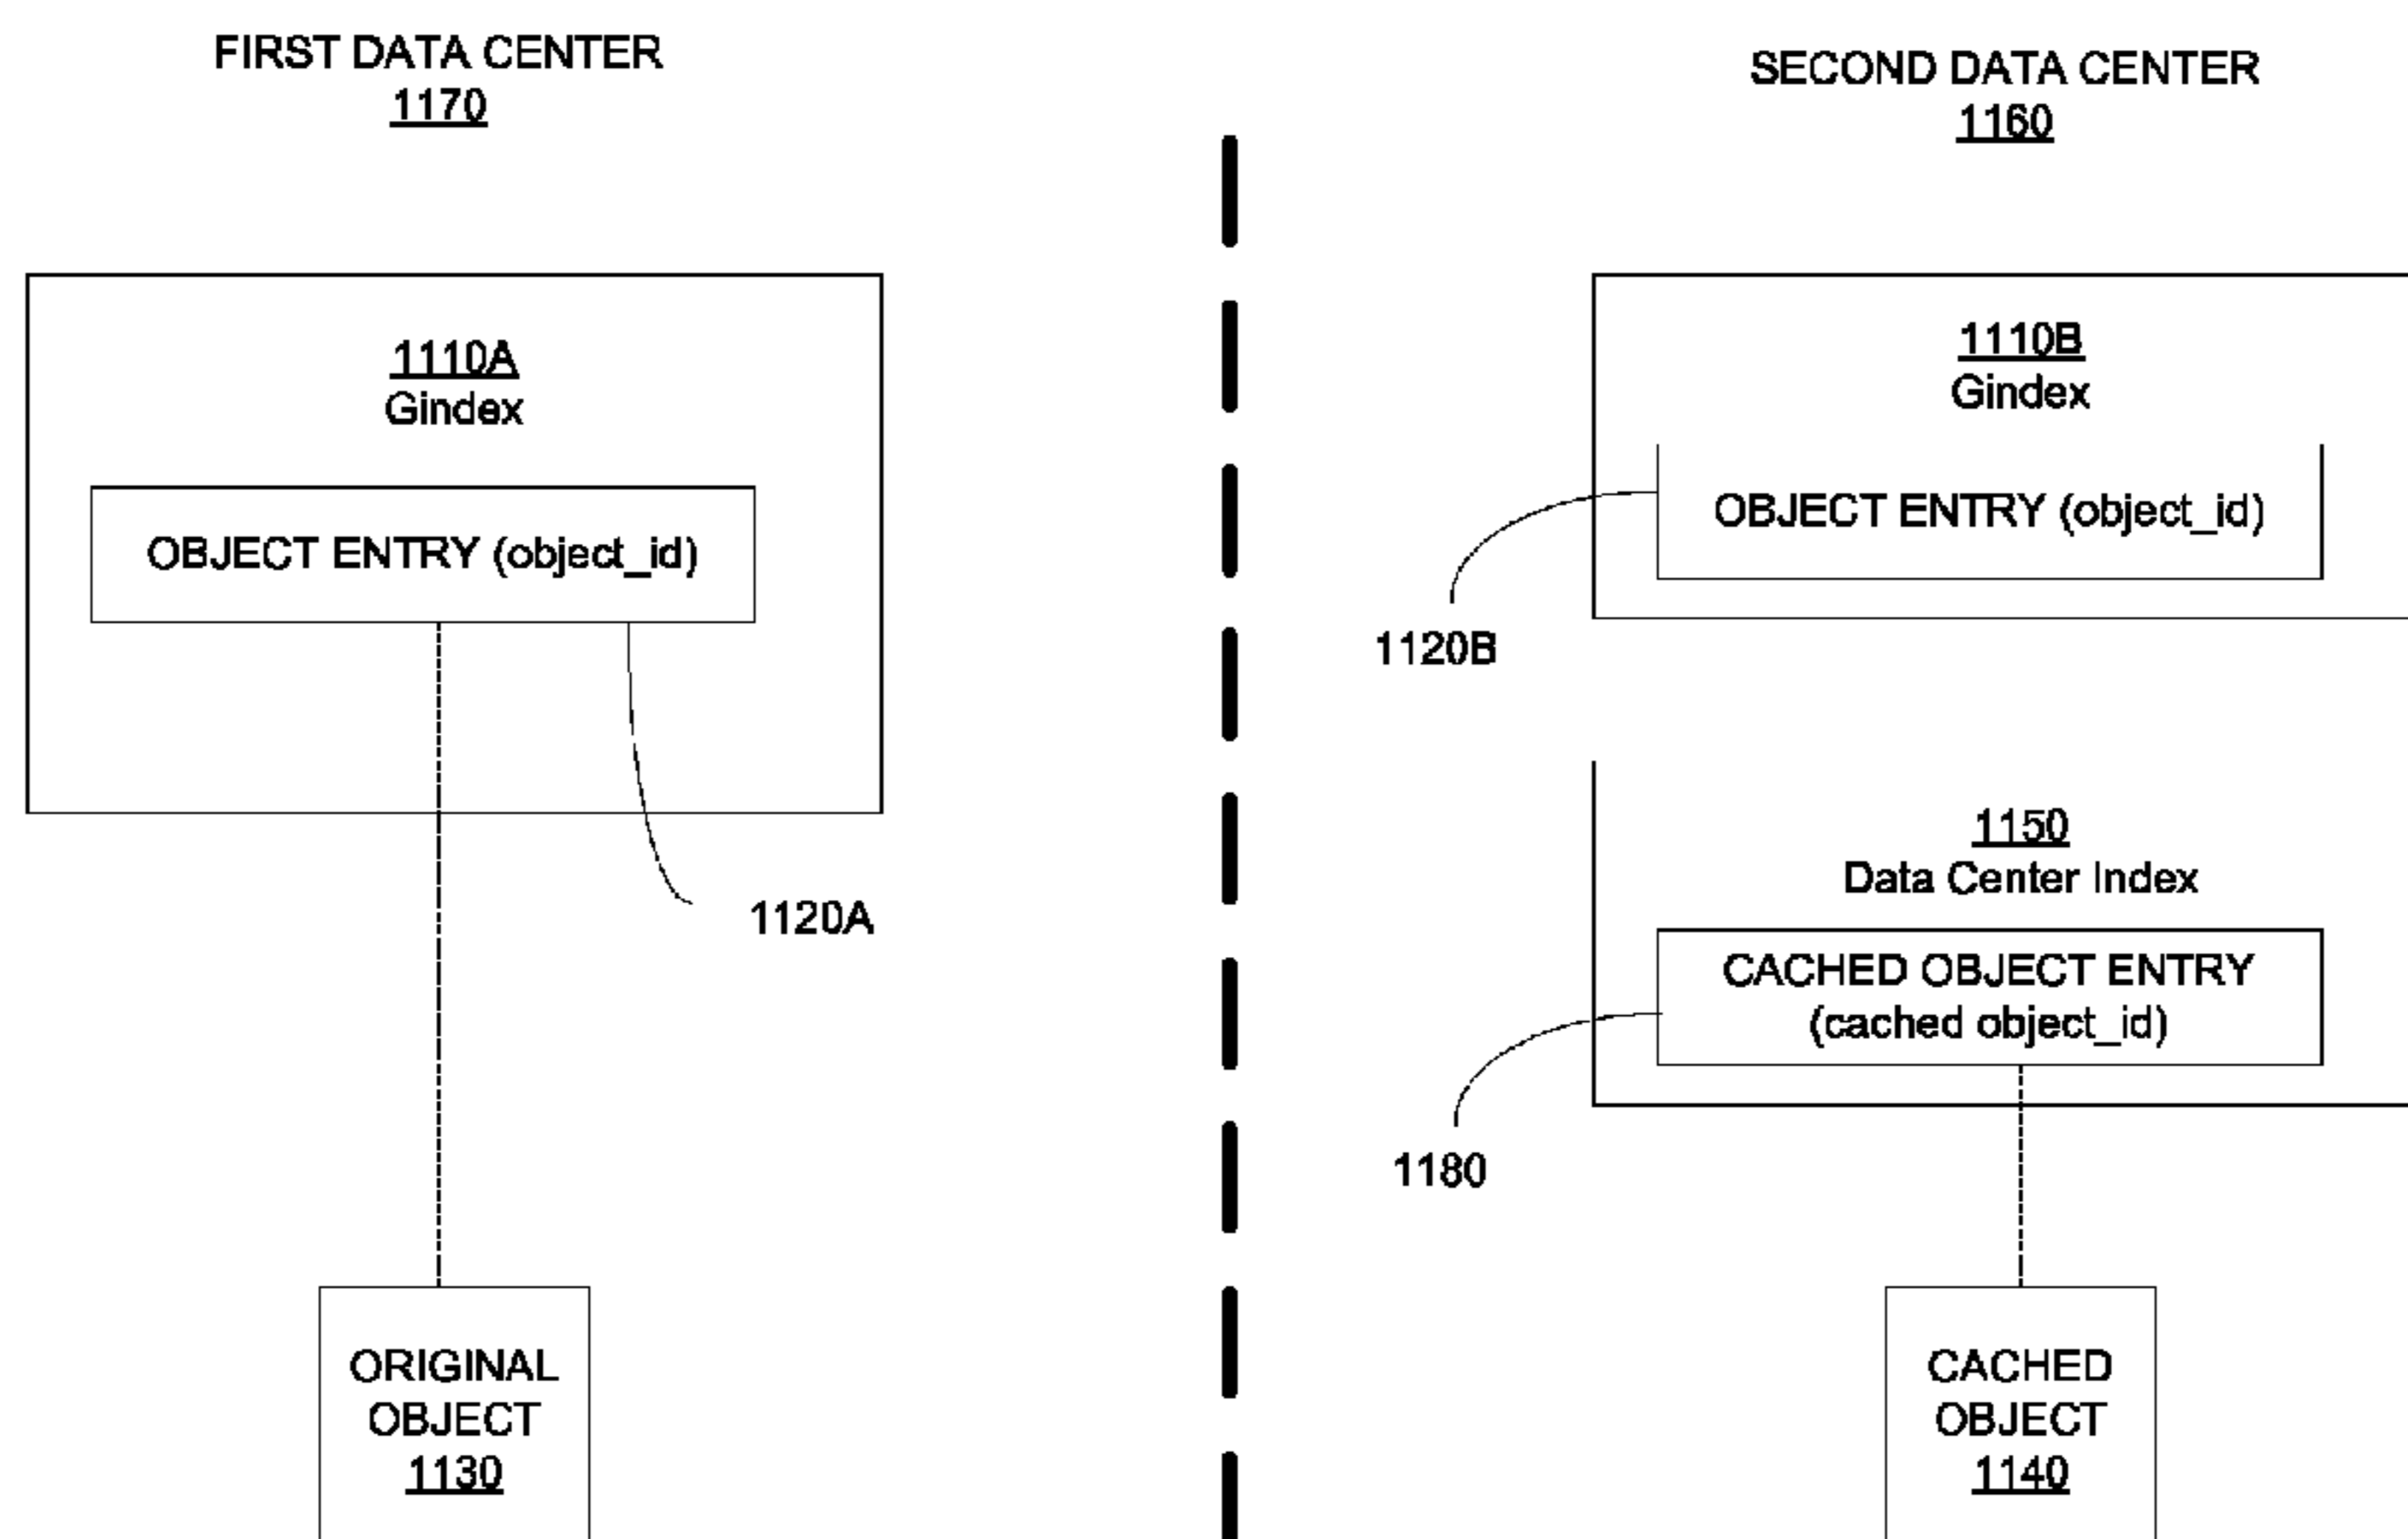 FIRST DATA CENTER
1170
1110A
Gindex
OBJECT ENTRY (object_id)
1120A
ORIGINAL
OBJECT
1130
SECOND DATA CENTER
1160
1110B
Gindex
OBJECT ENTRY (object_id)
1120B
1150
Data Center Index
CACHED OBJECT ENTRY
(cached object_id)
1180
CACHED
OBJECT
1140